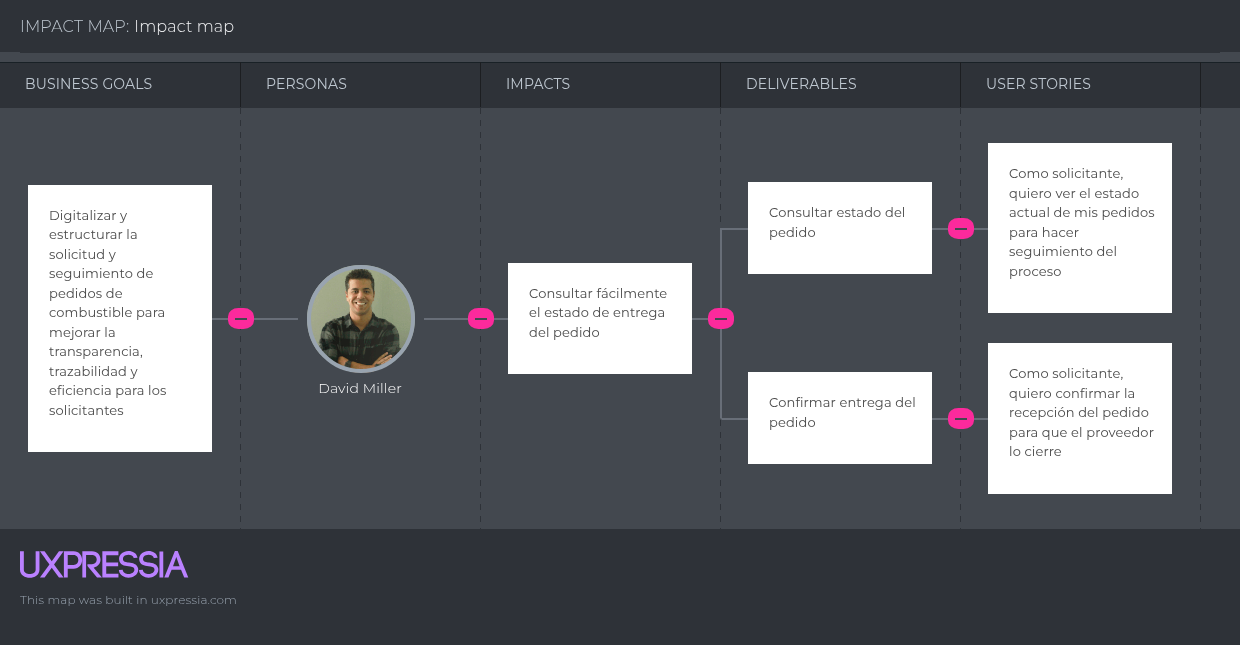 IMPACT MAP: Impact map
BUSINESS GOALS
PERSONAS
IMPACTS
DELIVERABLES
USER STORIES
Digitalizar y
estructurar la
solicitud y
seguimiento de
pedidos de
combustible para
mejorar la
transparencia,
trazabilidad y
eficiencia para los
solicitantes
David Miller
Consultar fácilmente
el estado de entrega
del pedido
Consultar estado del
pedido
Confirmar entrega del
pedido
Como solicitante,
quiero ver el estado
actual de mis pedidos
para hacer
seguimiento del
proceso
Como solicitante,
quiero confirmar la
recepción del pedido
para que el proveedor
lo cierre
UXPRESSIA
This map was built in uxpressia.com